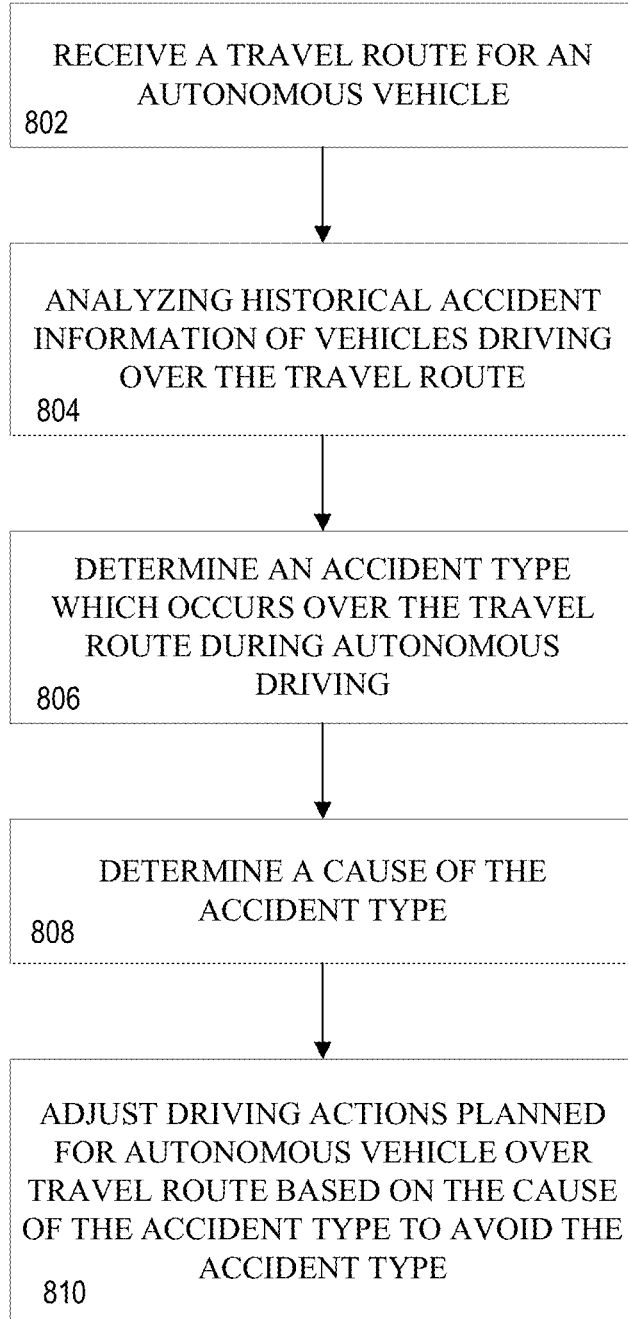 RECEIVE A TRAVEL ROUTE FOR AN
AUTONOMOUS VEHICLE
802
ANALYZING HISTORICAL ACCIDENT
INFORMATION OF VEHICLES DRIVING
OVER THE TRAVEL ROUTE
804
DETERMINE AN ACCIDENT TYPE
WHICH OCCURS OVER THE TRAVEL
ROUTE DURING AUTONOMOUS
DRIVING
806
DETERMINE A CAUSE OF THE
ACCIDENT TYPE
808
ADJUST DRIVING ACTIONS PLANNED
FOR AUTONOMOUS VEHICLE OVER
TRAVEL ROUTE BASED ON THE CAUSE
OF THE ACCIDENT TYPE TO AVOID THE
ACCIDENT TYPE
810